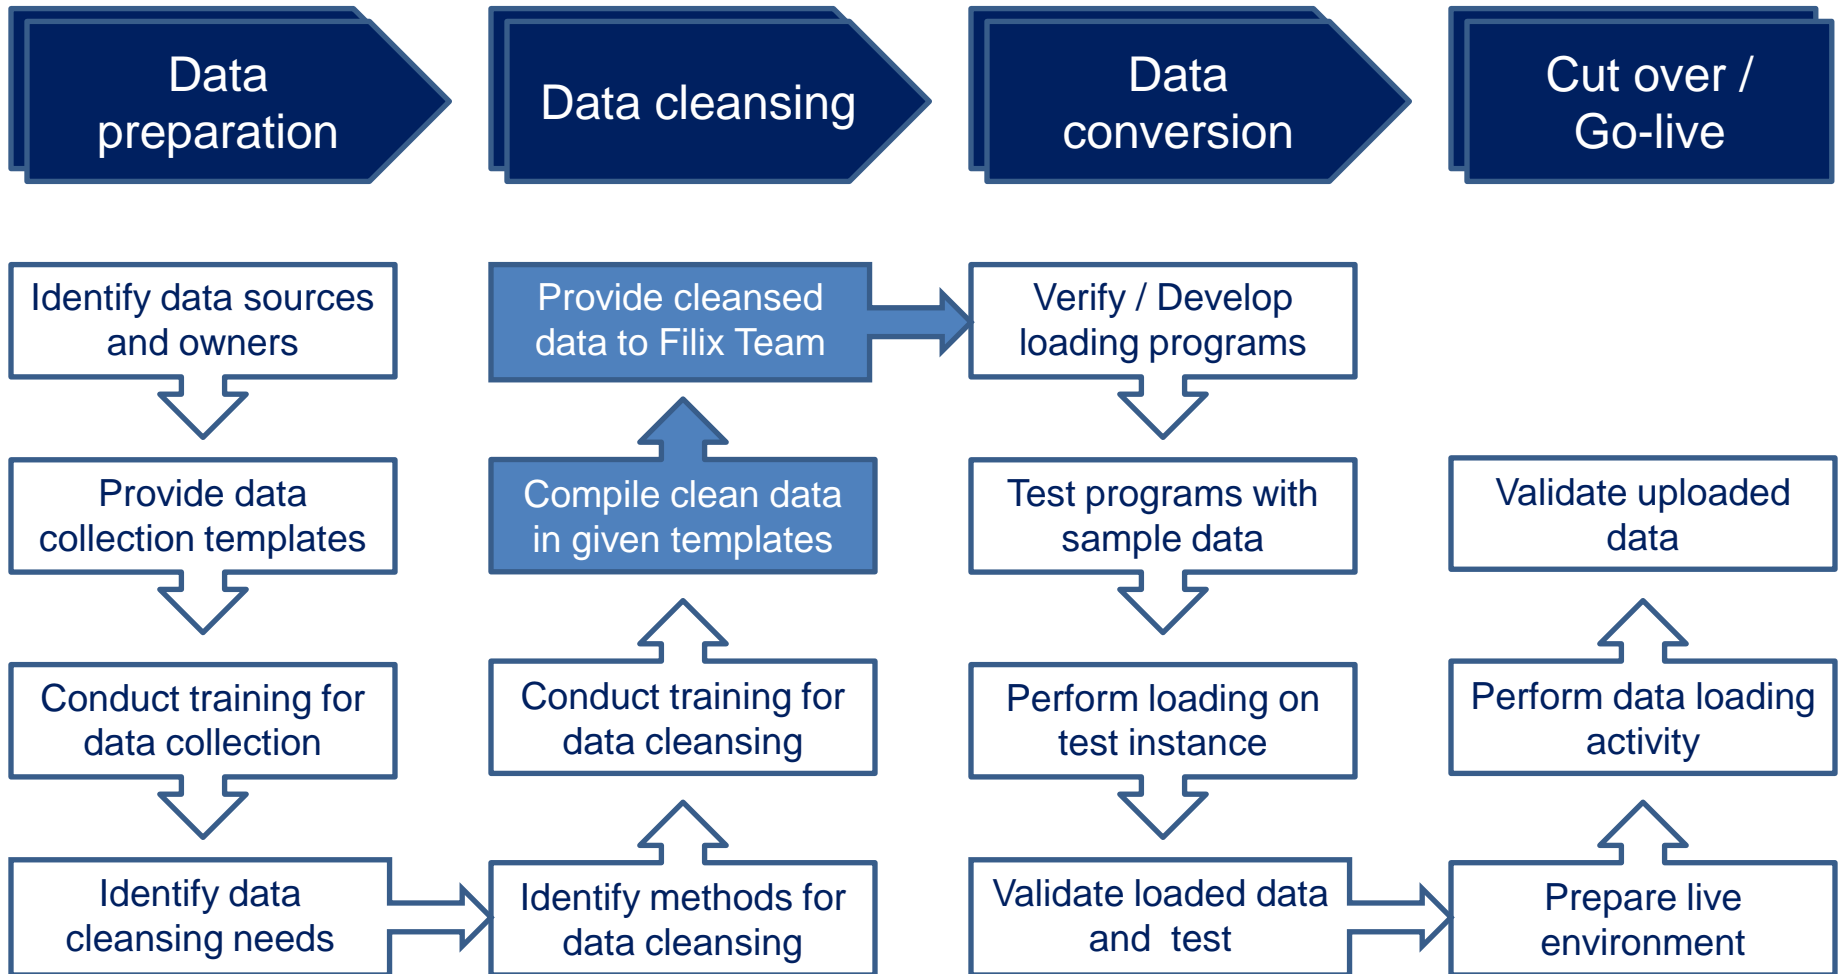 Data
preparation
Data cleansing
Data
conversion
Cut over /
Go-live
Identify data sources
and owners
Provide data
collection templates
Conduct training for
data collection
Identify data
cleansing needs
Provide cleansed
data to Filix Team
Compile clean data
in given templates
Conduct training for
data cleansing
Identify methods for
data cleansing
Verify / Develop
loading programs
Test programs with
sample data
Perform loading on
test instance
Validate loaded data
and  test
Validate uploaded
data
Perform data loading
activity
Prepare live
environment